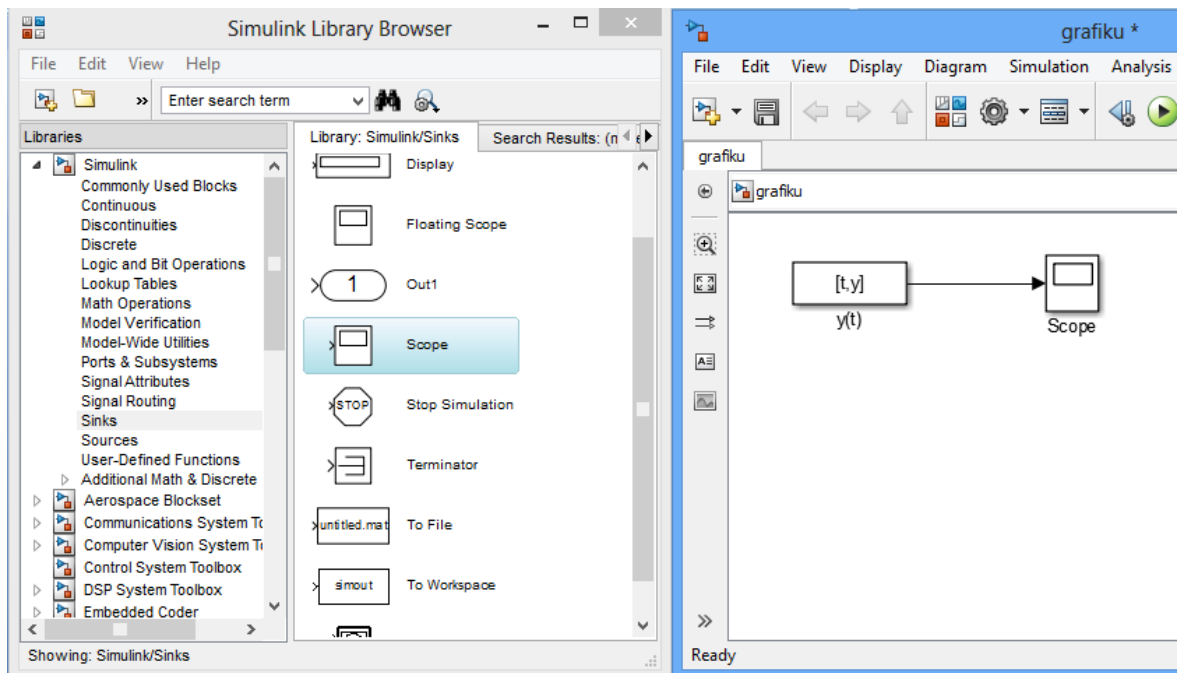 Simulink Library Browser
File Edit View Help
» Enter search term
Libraries
Library: Simulink/Sinks Search Results: (n
Simulink
Commonly Used Blocks
Continuous
Discontinuities
Discrete
Logic and Bit Operations
Lookup Tables
Math Operations
Model Verification
Model-Wide Utilities
Ports & Subsystems
Signal Attributes
Signal Routing
Sinks
Sources
User-Defined Functions
Additional Math & Discrete
Aerospace Blockset
Communications System To
Computer Vision System T
Control System Toolbox
DSP System Toolbox
Embedded Coder
Display
Floating Scope
1 Out1
Scope
STOP Stop Simulation
Terminator
untitled.mat To File
simout To Workspace
Showing: Simulink/Sinks
grafiku *
File Edit View Display Diagram Simulation Analysis
grafiku
grafiku
[t,y]
y(t)
Scope
A
»
Ready